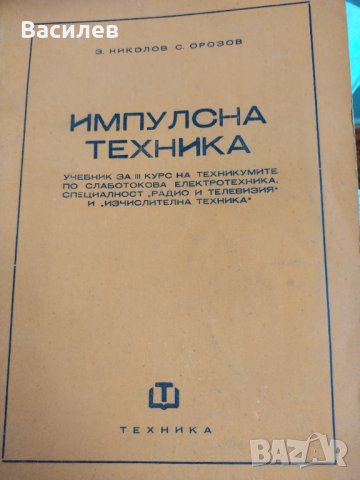 Василев
З. НИКОЛОВ С. ОРОЗОВ
ИМПУЛСНА
ТЕХНИКА
УЧЕБНИК ЗА III КУРС НА ТЕХНИКУМИТЕ
ПО СЛАБОТОКОВА ЕЛЕКТРОТЕХНИКА,
СПЕЦИАЛНОСТ „РАДИО И ТЕЛЕВИЗИЯ“
И „ИЗЧИСЛИТЕЛНА ТЕХНИКА“
Т
ТЕХНИКА
BAZAR